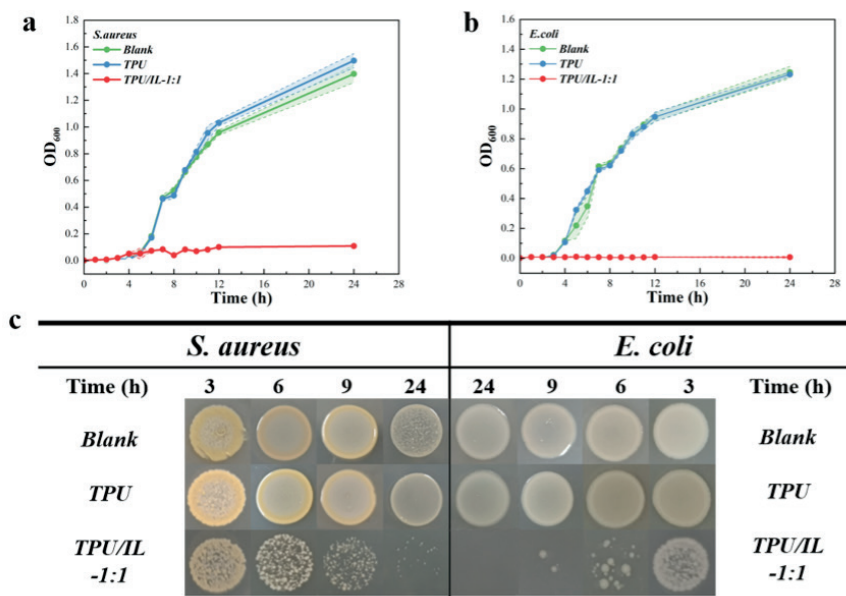 a
S.aureus
Blank
TPU
TPU/IL-1:1
OD600
1.8
1.6
1.4
1.2
1.0
0.8
0.6
0.4
0.2
0.0
0 4 8 12 16 20 24 28
Time (h)
b
E.coli
Blank
TPU
TPU/IL-1:1
OD600
1.6
1.4
1.2
1.0
0.8
0.6
0.4
0.2
0.0
0 4 8 12 16 20 24 28
Time (h)
c
S. aureus E. coli
Time (h) 3 6 9 24 24 9 6 3 Time (h)
Blank Blank
TPU TPU
TPU/IL TPU/IL
-1:1 -1:1